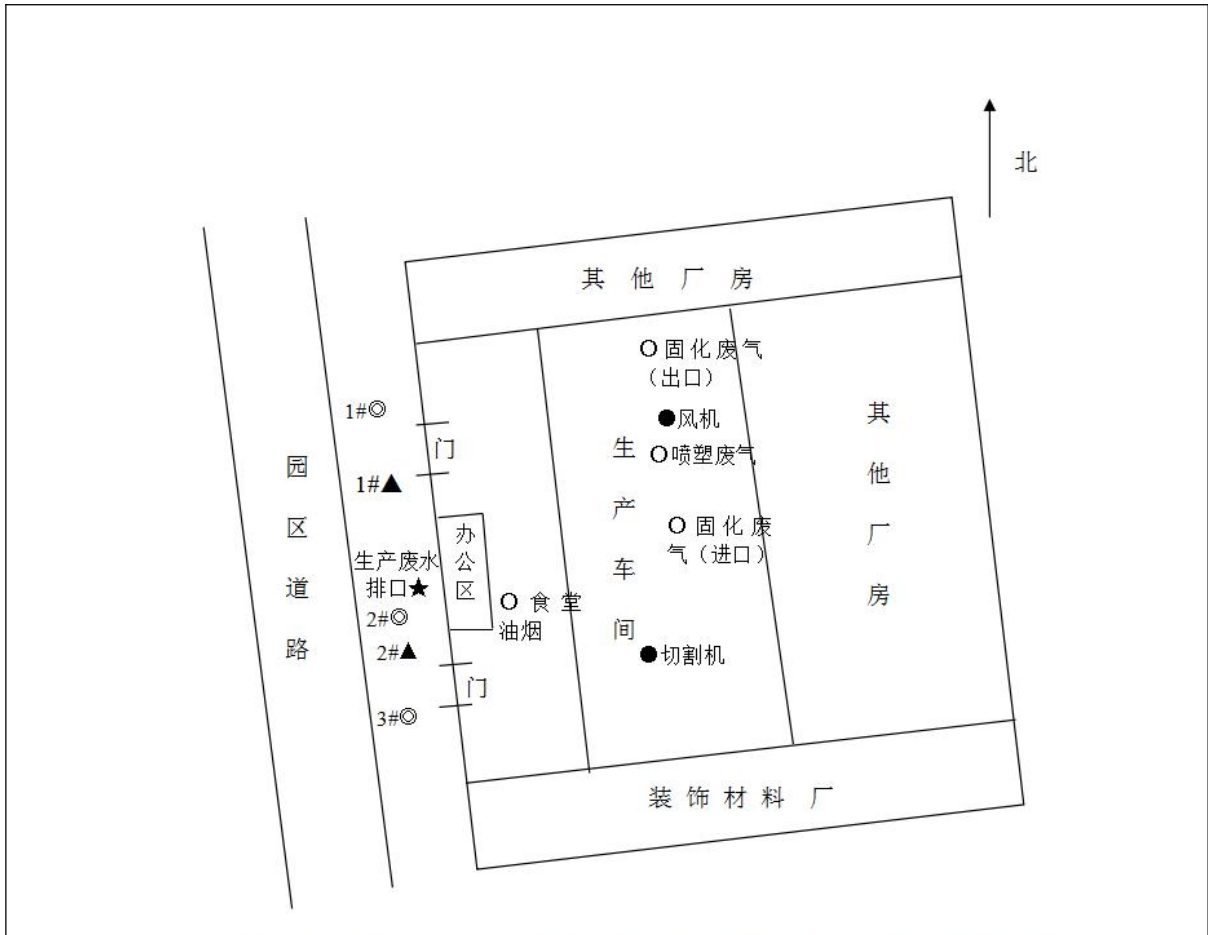 北
其他厂房
固化废气
（出口）
1#◎
●风机
门
喷塑废气
1#▲
固化废
气（进口）
生产车间
其他厂房
园区道路
办公区
生产废水
排口★
食堂
油烟
2#◎
2#▲
●切割机
门
3#◎
装饰材料厂